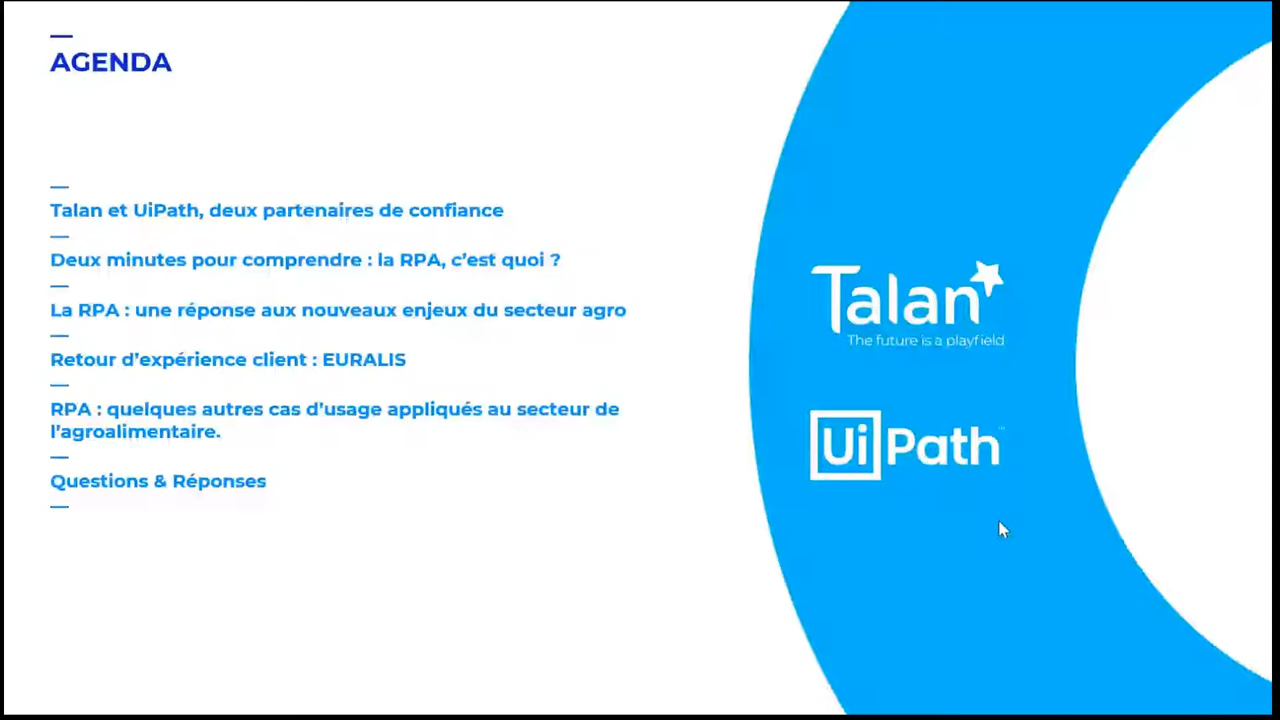 AGENDA
Talan et UiPath, deux partenaires de confiance
Deux minutes pour comprendre : la RPA, c’est quoi ?
La RPA : une réponse aux nouveaux enjeux du secteur agro
Retour d’expérience client : EURALIS
RPA : quelques autres cas d’usage appliqués au secteur de
l’agroalimentaire.
Questions & Réponses
Talan
The future is a playfield
UiPath™